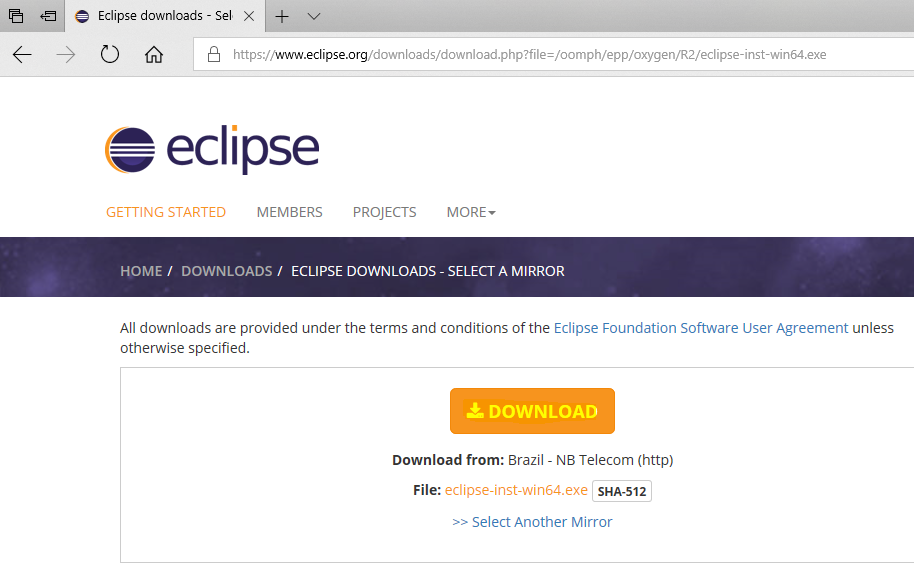 Eclipse downloads - Sel
https://www.eclipse.org/downloads/download.php?file=/oomph/epp/oxygen/R2/eclipse-inst-win64.exe
eclipse
GETTING STARTED MEMBERS PROJECTS MORE
HOME / DOWNLOADS / ECLIPSE DOWNLOADS - SELECT A MIRROR
All downloads are provided under the terms and conditions of the Eclipse Foundation Software User Agreement unless
otherwise specified.
DOWNLOAD
Download from: Brazil - NB Telecom (http)
File: eclipse-inst-win64.exe SHA-512
>> Select Another Mirror